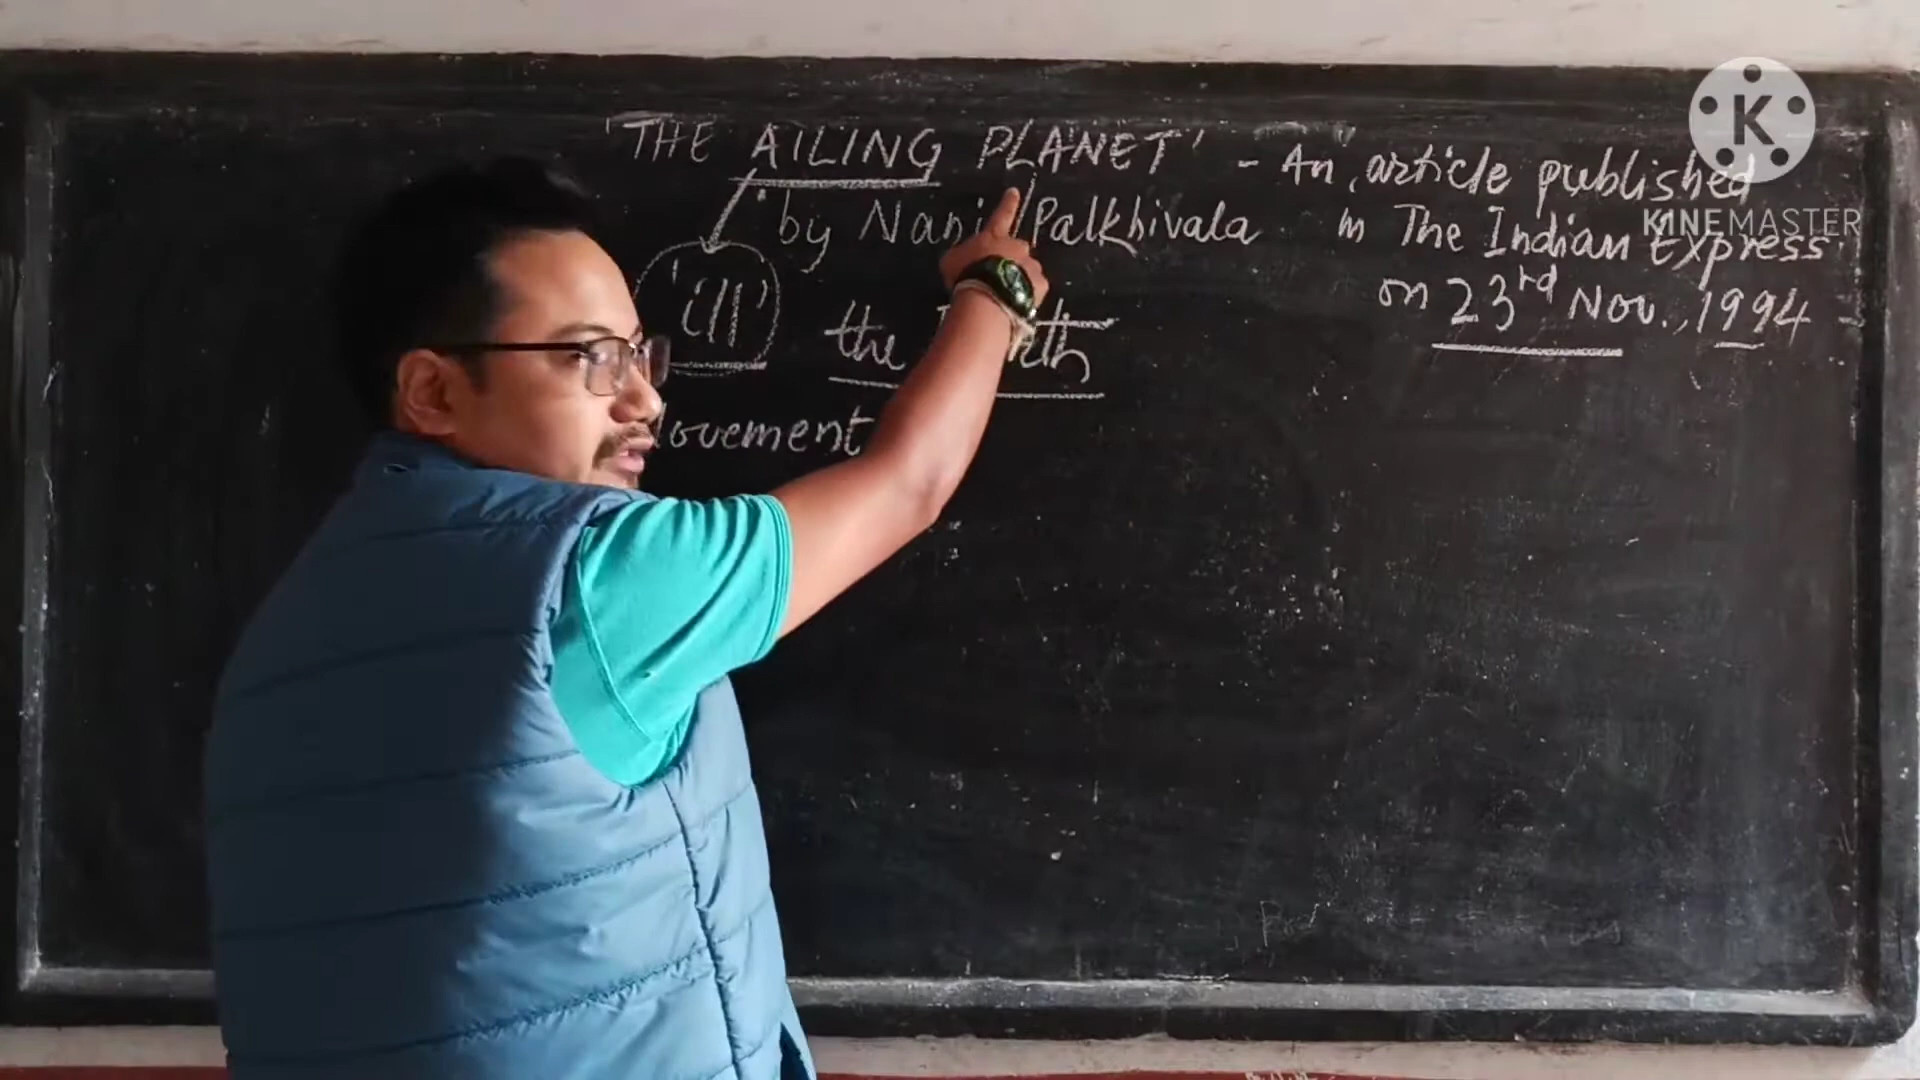 'THE AILING PLANET' - An article published
by Nani Palkhivala in The Indian Express
on 23rd Nov., 1994
'ill' the
K
KINEMASTER